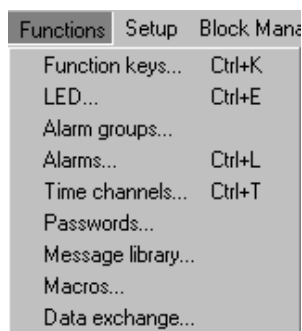 Functions Setup Block Mana
Function keys... Ctrl+K
LED... Ctrl+E
Alarm groups...
Alarms... Ctrl+L
Time channels... Ctrl+T
Passwords...
Message library...
Macros...
Data exchange...